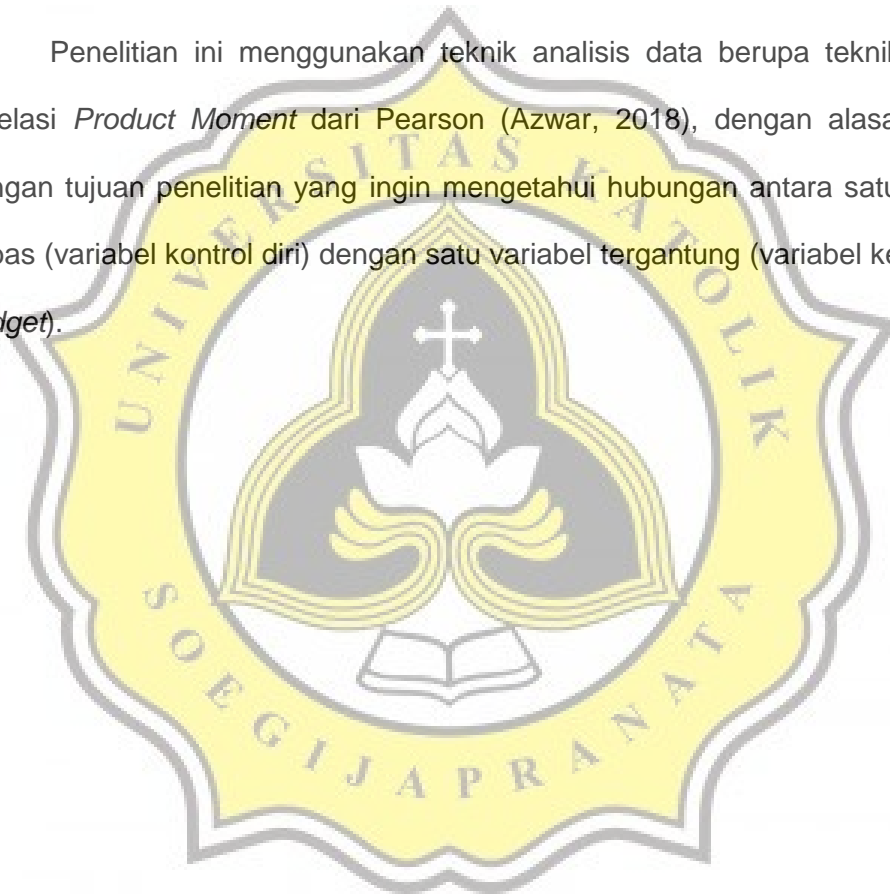 Penelitian ini menggunakan teknik analisis data berupa teknik
elasi Product Moment dari Pearson (Azwar, 2018), dengan alasa
ngan tujuan penelitian yang ingin mengetahui hubungan antara satu
bas (variabel kontrol diri) dengan satu variabel tergantung (variabel ke
dget).
UNIVERSITAS KATOLIK
SOEGIJAPRANATA